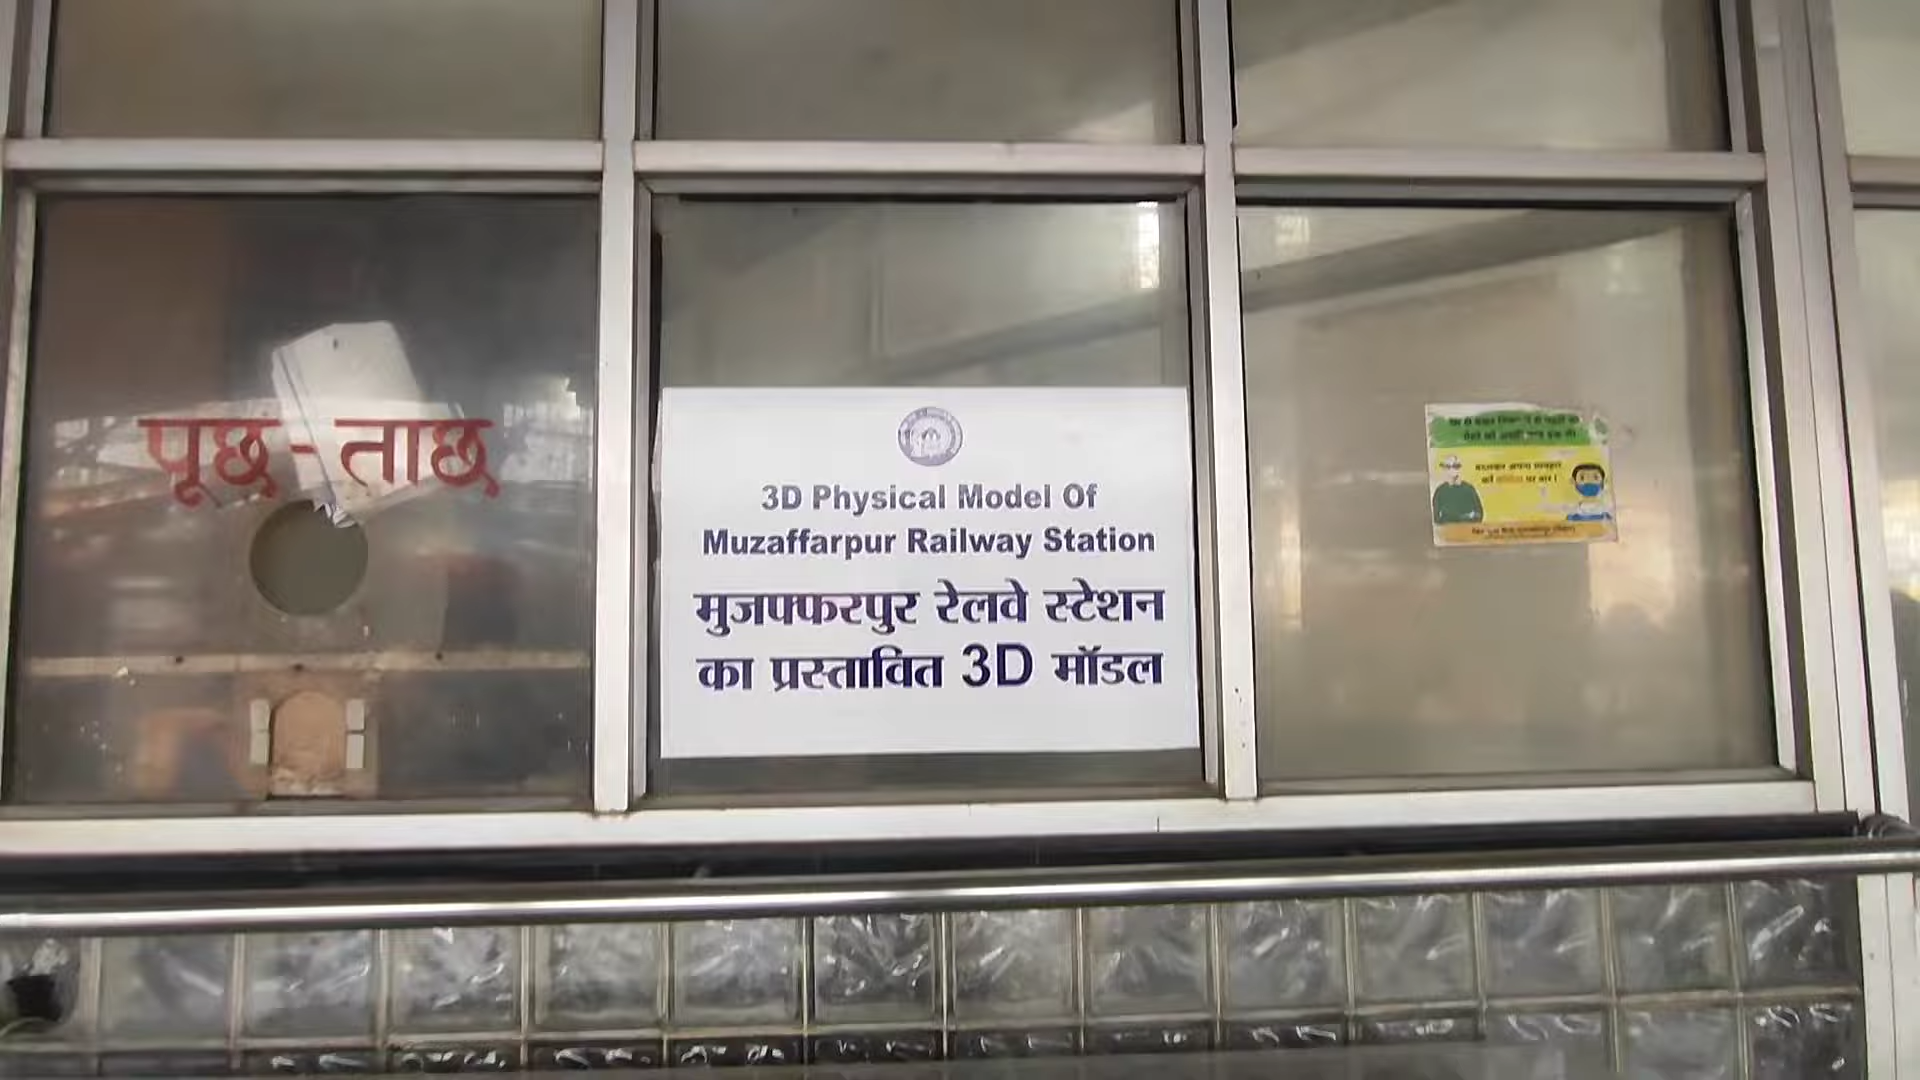 पूछ - ताछ
3D Physical Model Of
Muzaffarpur Railway Station
मुजफ्फरपुर रेलवे स्टेशन
का प्रस्तावित 3D मॉडल